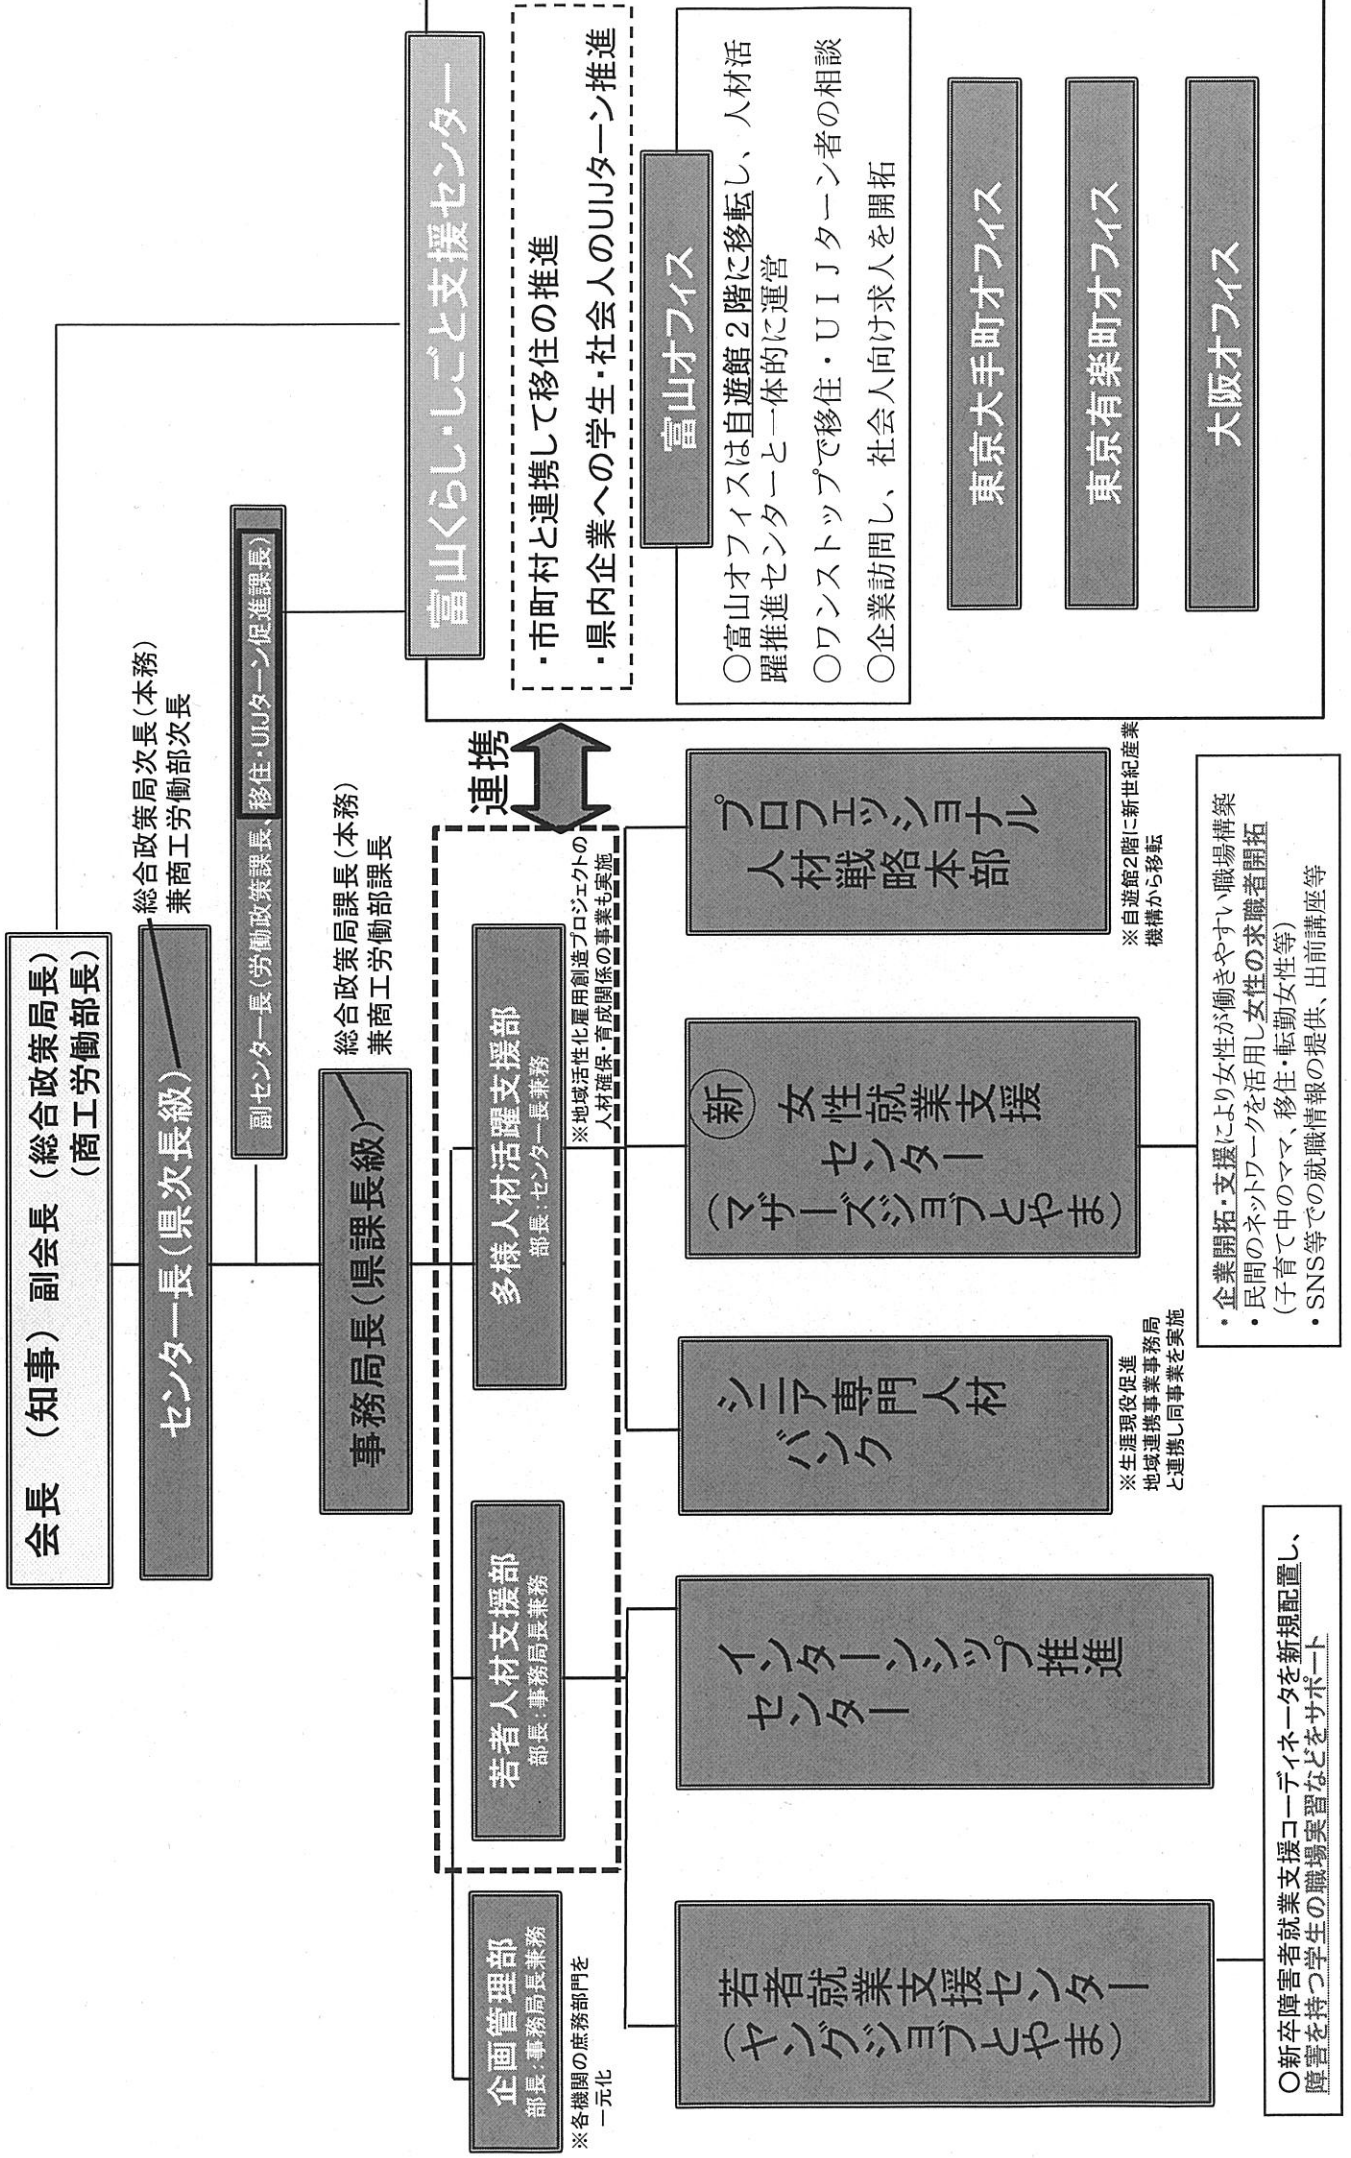 会長 （知事） 副会長 （総合政策局長）
（商工労働部長）
センター長（県次長級）
総合政策局次長（本務）
兼商工労働部次長
副センター長（労働政策課長、移住・UIJターン促進課長）
事務局長（県課長級）
総合政策局課長（本務）
兼商工労働部課長
企画管理部
部長：事務局長兼務
※各機関の庶務部門を
一元化
若者人材支援部
部長：事務局長兼務
多様人材活躍支援部
部長：センター長兼務
※地域活性化雇用創造プロジェクトの
人材確保・育成関係の事業も実施
連携
若者就業支援センター
（ヤングジョブとやま）
○新卒障害者就業支援コーディネータを新規配置し、
障害を持つ学生の職場実習などをサポート
インターンシップ推進
センター
シニア専門人材
バンク
※生涯現役促進
地域連携事業事務局
と連携し同事業を実施
新
女性就業支援
センター
（マザーズジョブとやま）
・企業開拓・支援により女性が働きやすい職場構築
・民間のネットワークを活用し女性の求職者開拓
（子育て中のママ、移住・転勤女性等）
・SNS等での就職情報の提供、出前講座等
プロフェッショナル
人材戦略本部
※自遊館2階に新世紀産業
機構から移転
富山くらし・しごと支援センター
・市町村と連携して移住の推進
・県内企業への学生・社会人のUIJターン推進
富山オフィス
○富山オフィスは自遊館２階に移転し、人材活
躍推進センターと一体的に運営
○ワンストップで移住・ＵＩＪターン者の相談
○企業訪問し、社会人向け求人を開拓
東京大手町オフィス
東京有楽町オフィス
大阪オフィス